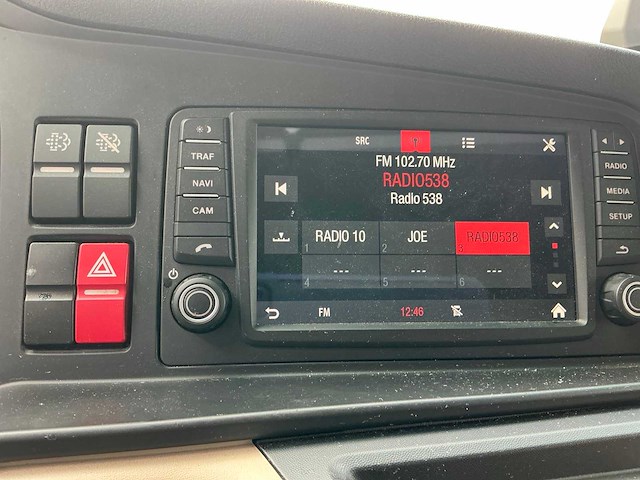 SRC
FM 102.70 MHz
RADIO538
Radio 538
1 RADIO 10
2 JOE
3 RADIO538
4 ---
5 ---
6 ---
FM 12:46
TRAF
NAVI
CAM
RADIO
MEDIA
SETUP